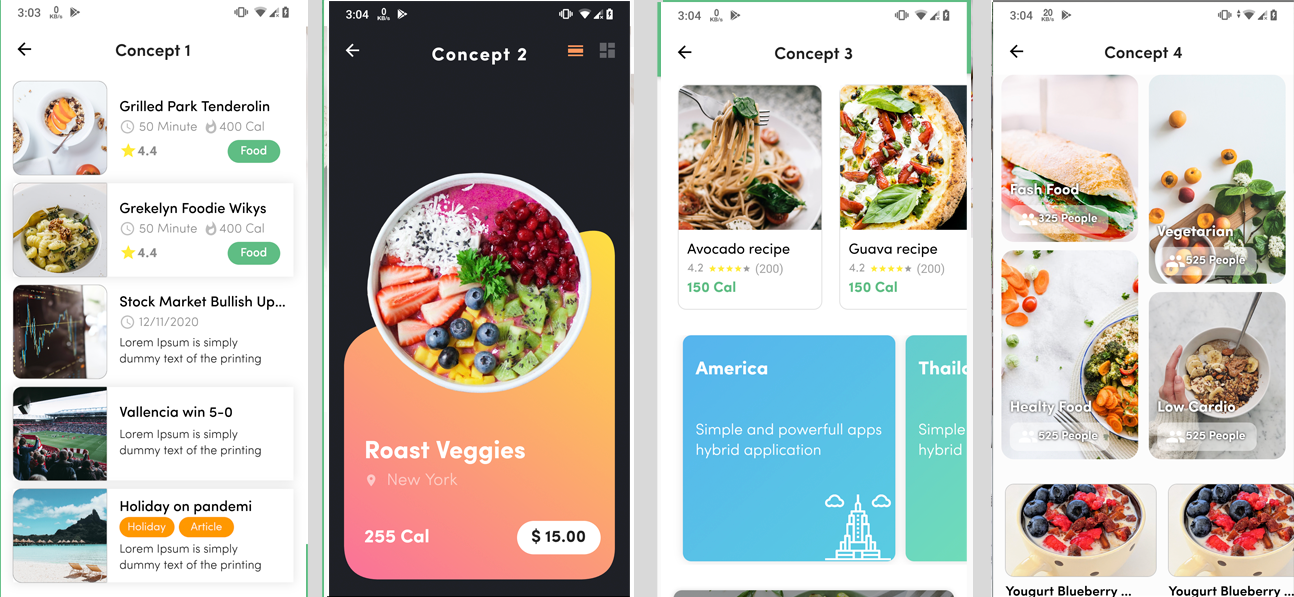 3:03 0 KB/s
Concept 1
Grilled Park Tenderolin
50 Minute 400 Cal
4.4 Food
Grekelyn Foodie Wikys
50 Minute 400 Cal
4.4 Food
Stock Market Bullish Up...
12/11/2020
Lorem Ipsum is simply
dummy text of the printing
Vallencia win 5-0
Lorem Ipsum is simply
dummy text of the printing
Holiday on pandemi
Holiday Article
Lorem Ipsum is simply
dummy text of the printing
3:04 0 KB/s
Concept 2
Roast Veggies
New York
255 Cal $ 15.00
3:04 0 KB/s
Concept 3
Avocado recipe
4.2 (200)
150 Cal
Guava recipe
4.2 (200)
150 Cal
America
Simple and powerfull apps
hybrid application
Thaila
Simple
hybrid
3:04 20 KB/s
Concept 4
Fash Food
325 People
Vegetarian
525 People
Healty Food
525 People
Low Cardio
525 People
Yougurt Blueberry ...
Yougurt Blueberry ...